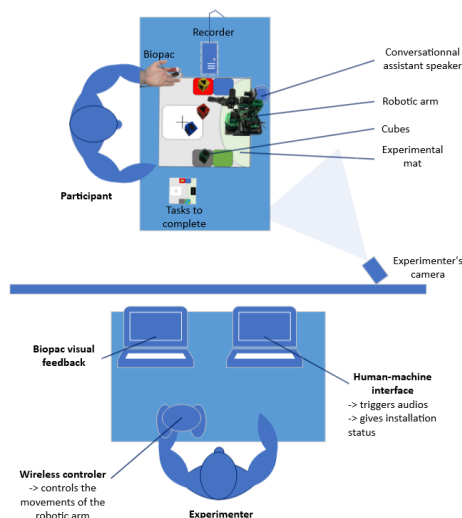 Recorder
Biopac
Conversationnal
assistant speaker
Robotic arm
Cubes
Experimental
mat
Participant
Tasks to
complete
Experimenter's
camera
Biopac visual
feedback
Human-machine
interface
-> triggers audios
-> gives installation
status
Wireless controler
-> controls the
movements of the
robotic arm
Experimenter